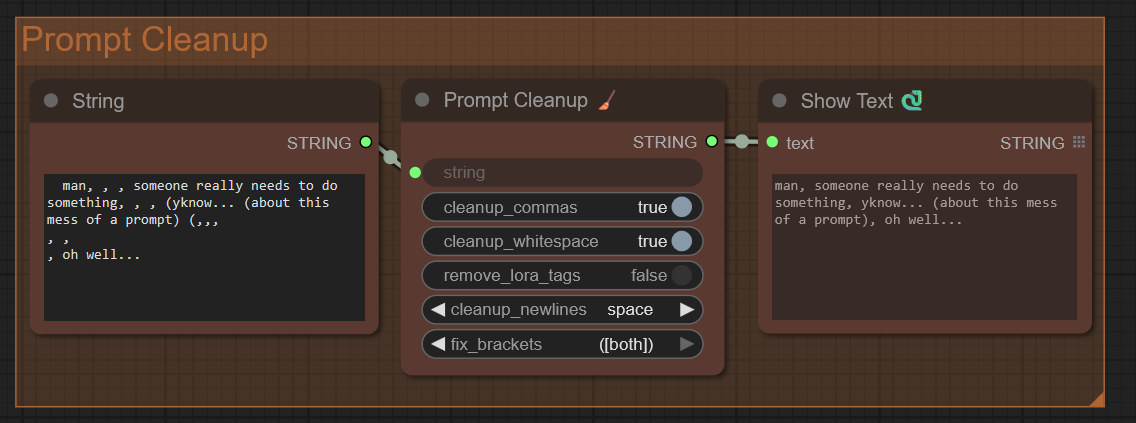 Prompt Cleanup
String
STRING
man, , , someone really needs to do
something, , , (yknow... (about this
mess of a prompt) (,,,
, ,
, oh well...
Prompt Cleanup
STRING
string
cleanup_commas true
cleanup_whitespace true
remove_lora_tags false
cleanup_newlines space
fix_brackets ([both])
Show Text
text STRING
man, someone really needs to do
something, yknow... (about this mess
of a prompt), oh well...